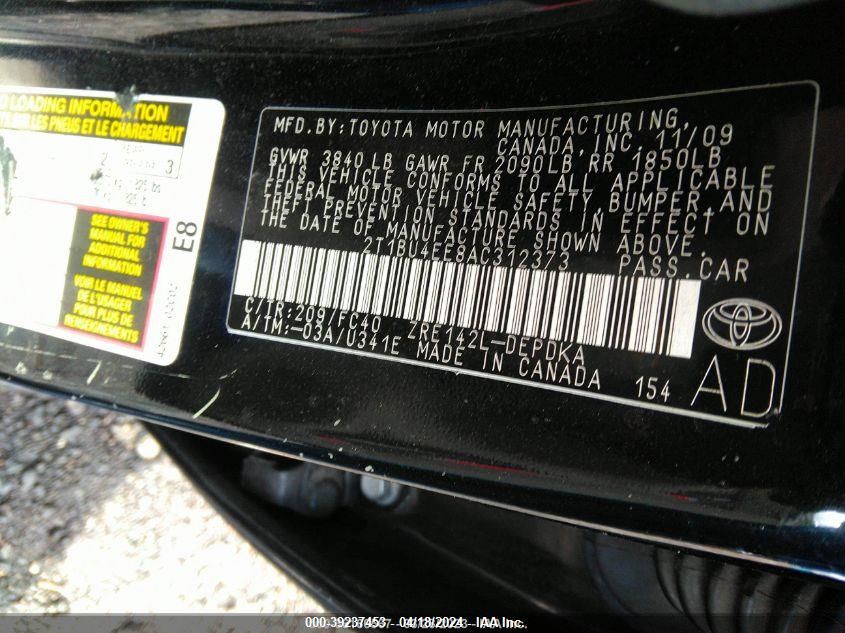 LOADING INFORMATION
LES PNEUS ET LE CHARGEMENT
2
3
SEE OWNER'S
MANUAL FOR
ADDITIONAL
INFORMATION
VOIR LE MANUEL
DE L'USAGER
POUR PLUS DE
RENSEIGNEMENTS
E8
MFD. BY: TOYOTA MOTOR MANUFACTURING,
CANADA, INC. 11/09
GVWR 3840 LB GAWR FR 2090LB RR 1850LB
THIS VEHICLE CONFORMS TO ALL APPLICABLE
FEDERAL MOTOR VEHICLE SAFETY, BUMPER, AND
THEFT PREVENTION STANDARDS IN EFFECT ON
THE DATE OF MANUFACTURE SHOWN ABOVE.
2T1BU4EE8AC312373 PASS. CAR
C/TR: 209/FC40 ZRE142L-DEPDKA
A/TM: -03A/U341E MADE IN CANADA 154
AD
000-39237453 04/18/2024 IAA Inc.